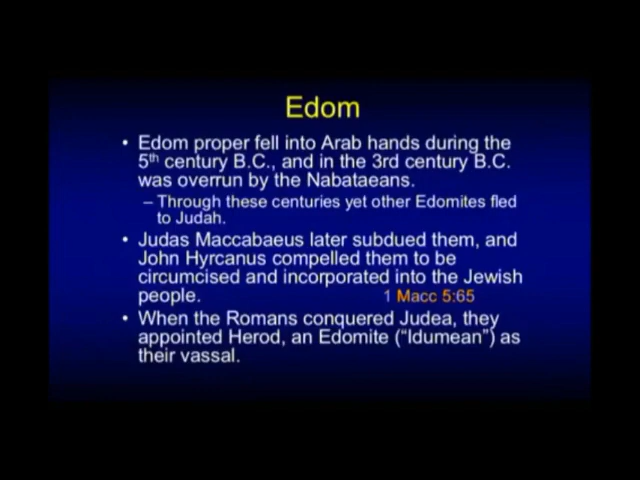 Edom
• Edom proper fell into Arab hands during the
5th century B.C., and in the 3rd century B.C.
was overrun by the Nabataeans.
– Through these centuries yet other Edomites fled
to Judah.
• Judas Maccabaeus later subdued them, and
John Hyrcanus compelled them to be
circumcised and incorporated into the Jewish
people. 1 Macc 5:65
• When the Romans conquered Judea, they
appointed Herod, an Edomite (“Idumean”) as
their vassal.